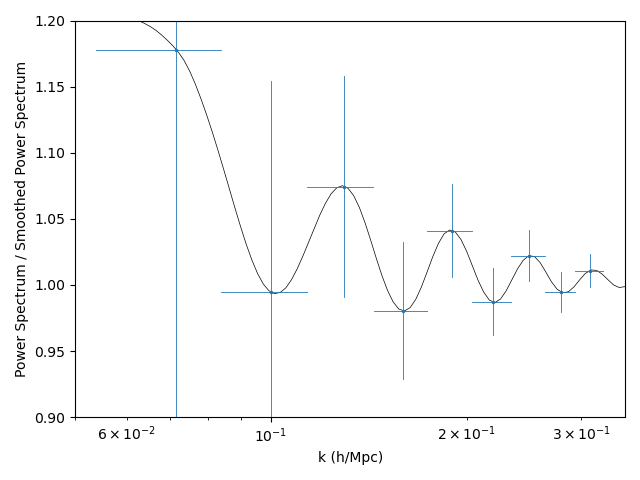 Power Spectrum / Smoothed Power Spectrum
1.20
1.15
1.10
1.05
1.00
0.95
0.90
6 × 10⁻² 10⁻¹ 2 × 10⁻¹ 3 × 10⁻¹
k (h/Mpc)